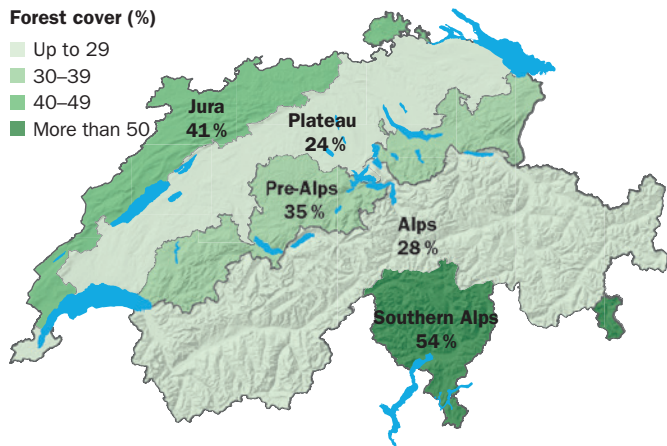 Forest cover (%)
Up to 29
30–39
40–49
More than 50
Jura
41 %
Plateau
24 %
Pre-Alps
35 %
Alps
28 %
Southern Alps
54 %